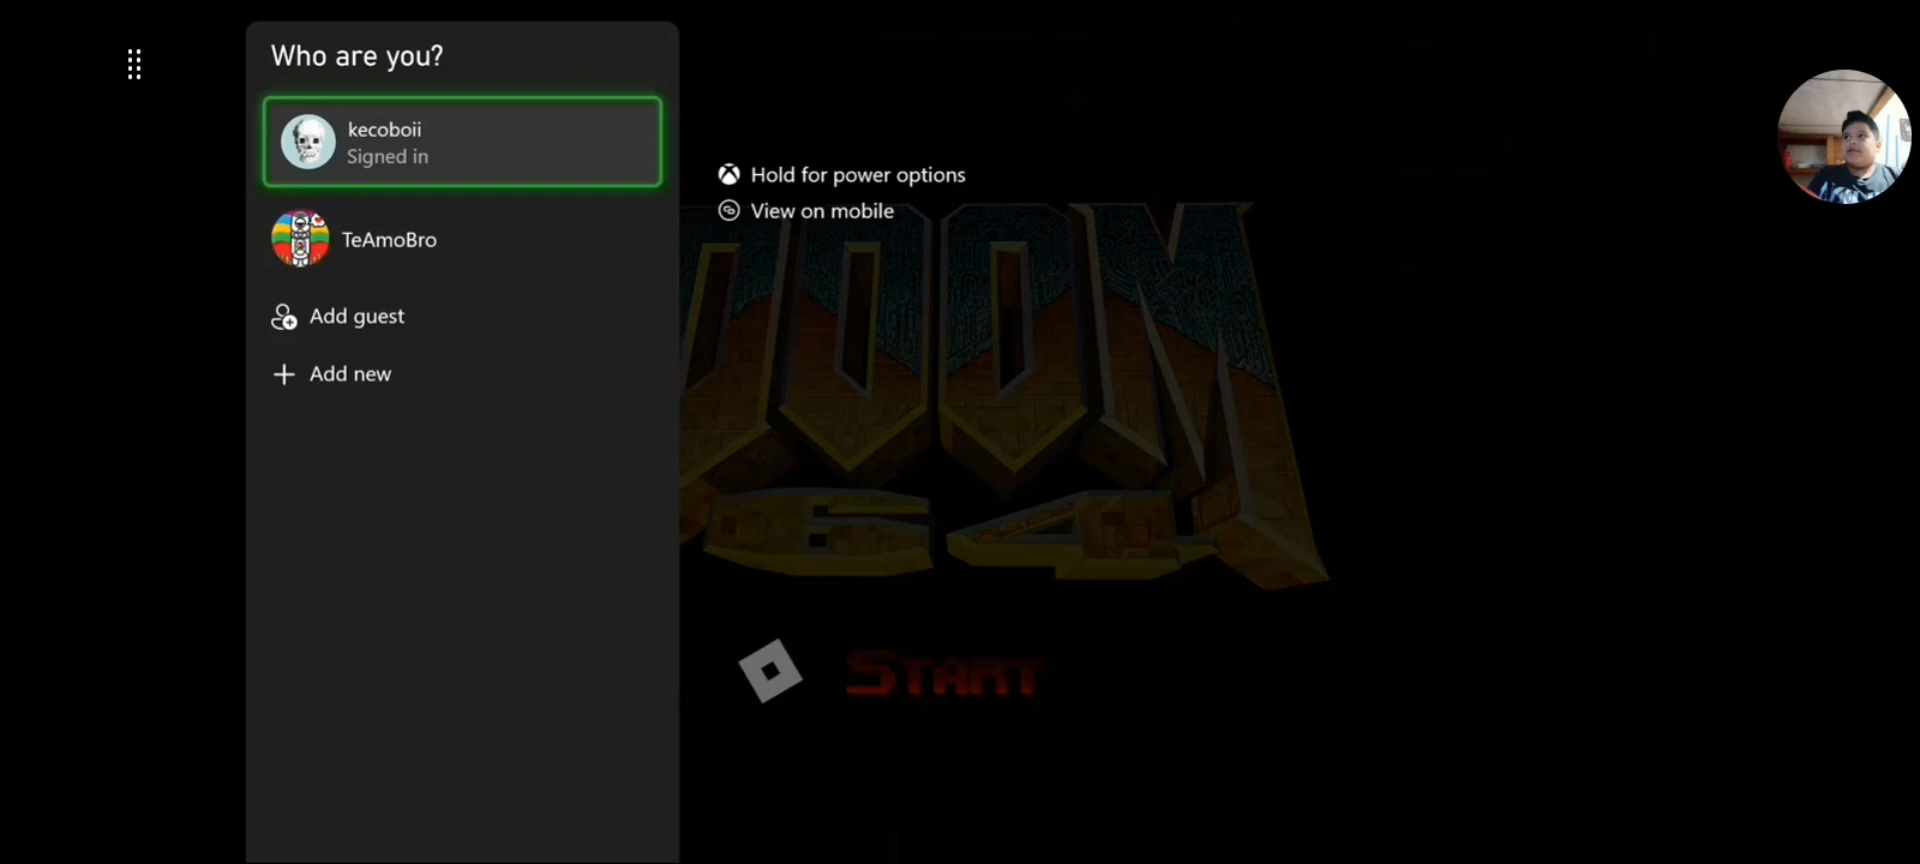 Who are you?
kecoboii
Signed in
TeAmoBro
Add guest
Add new
Hold for power options
View on mobile
DOOM
64
START